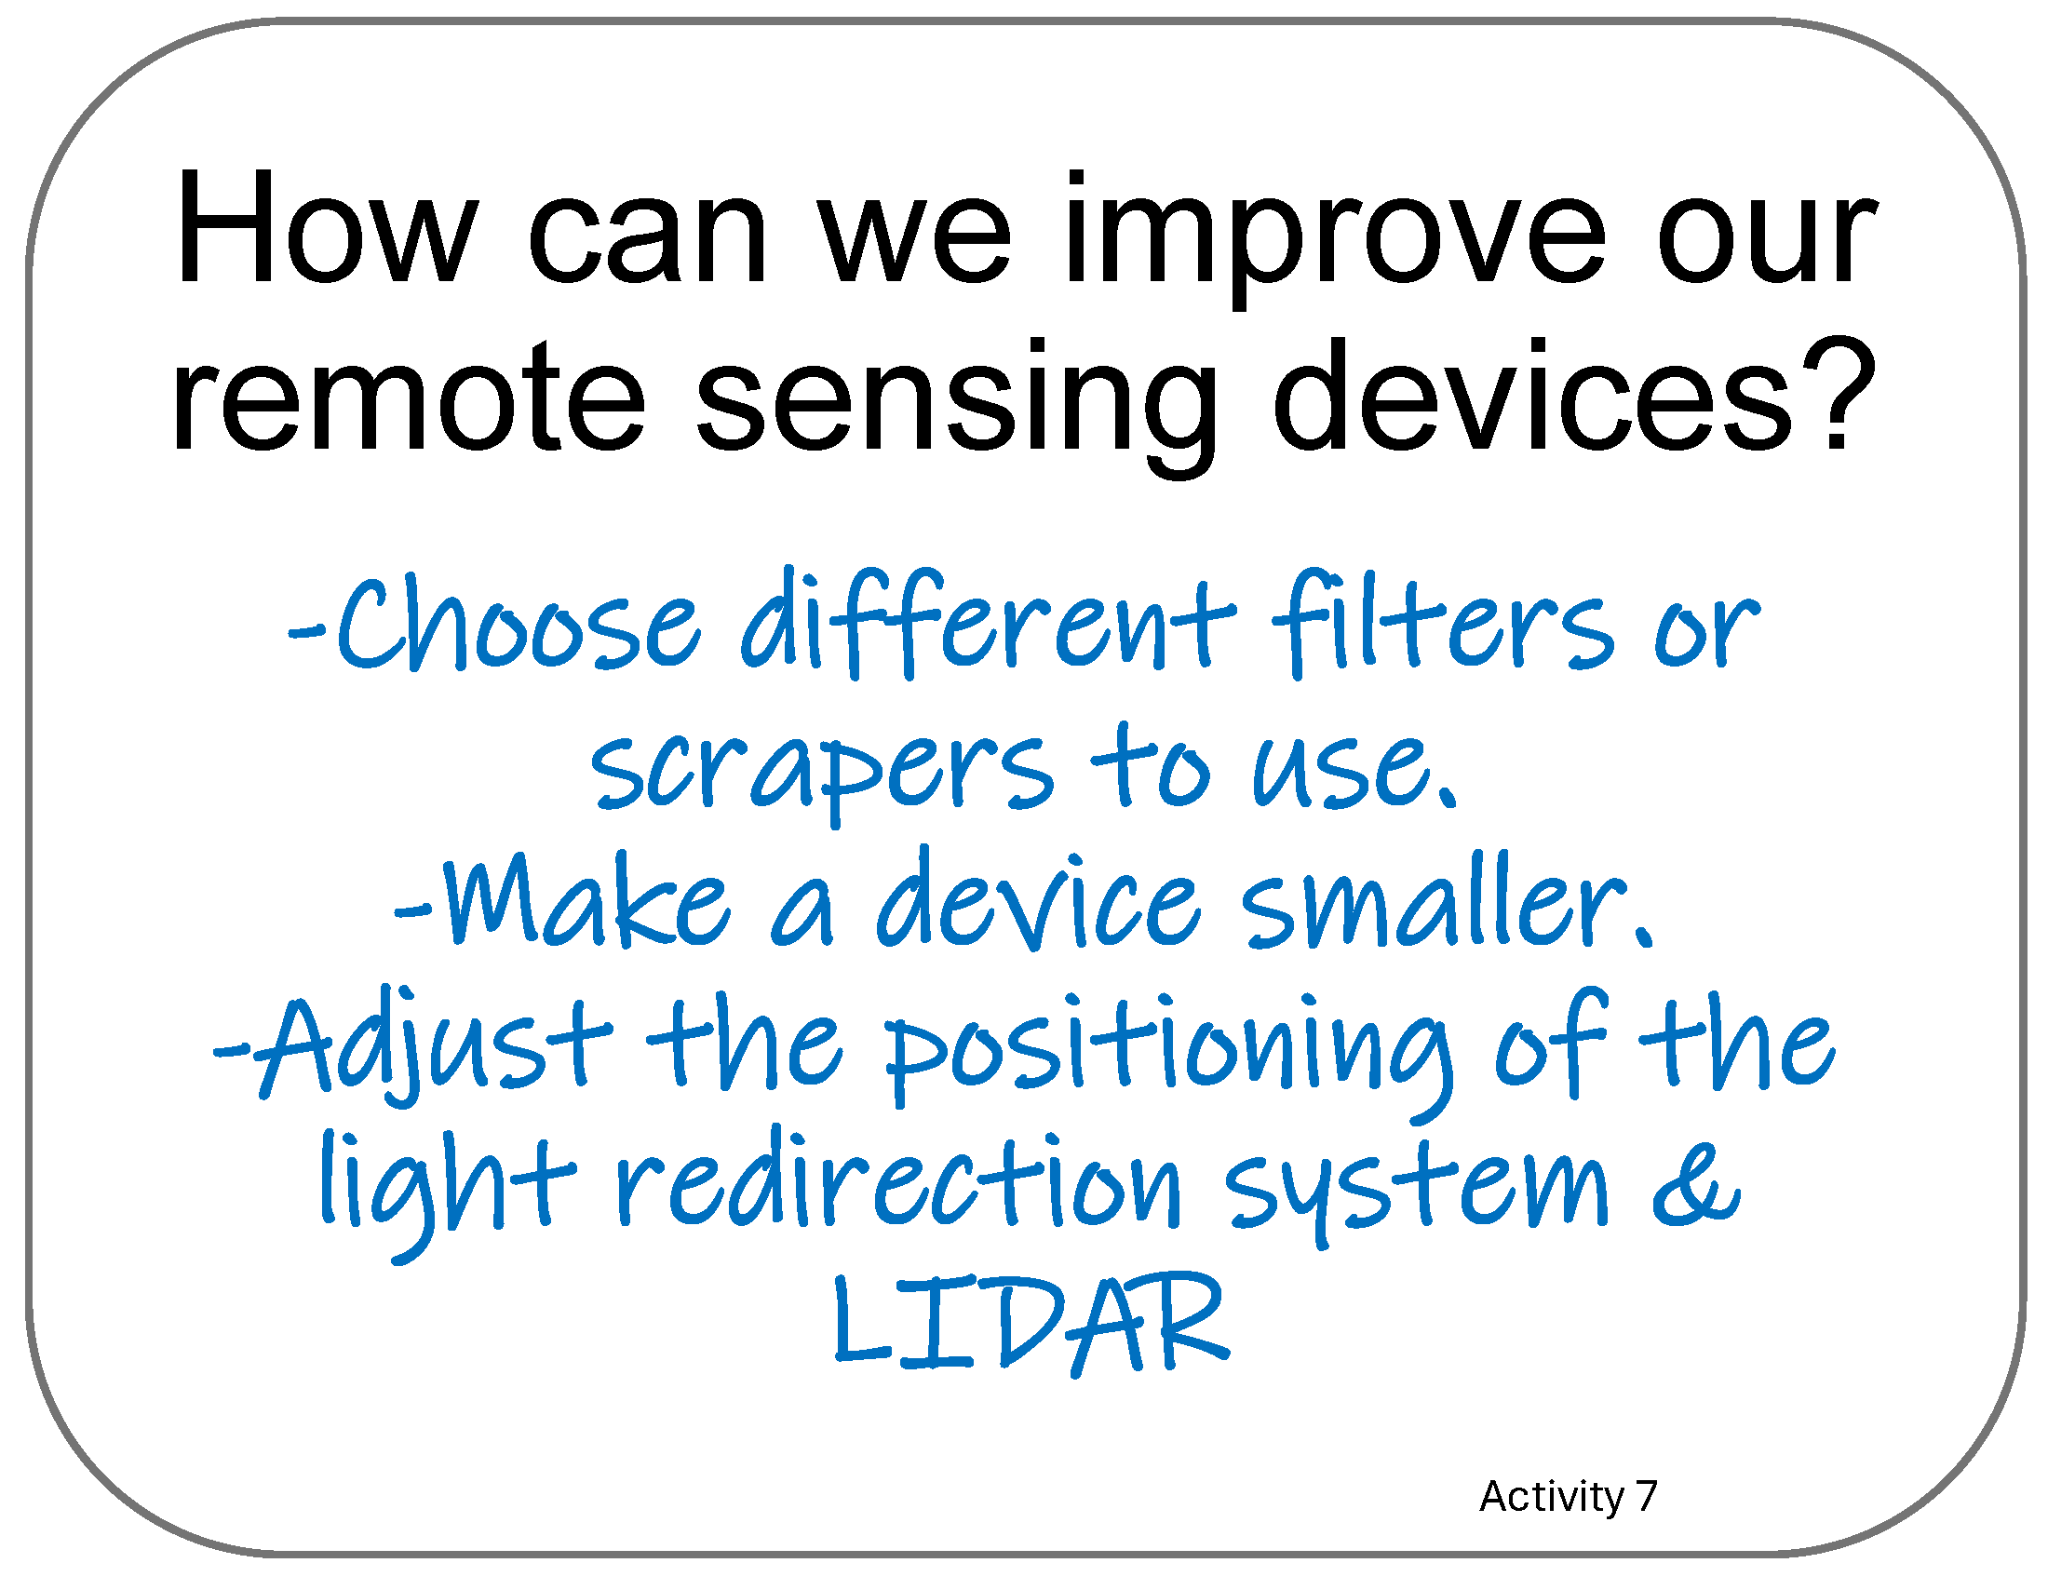 How can we improve our
remote sensing devices?
-Choose different filters or
scrapers to use.
-Make a device smaller.
-Adjust the positioning of the
light redirection system &
LIDAR
Activity 7